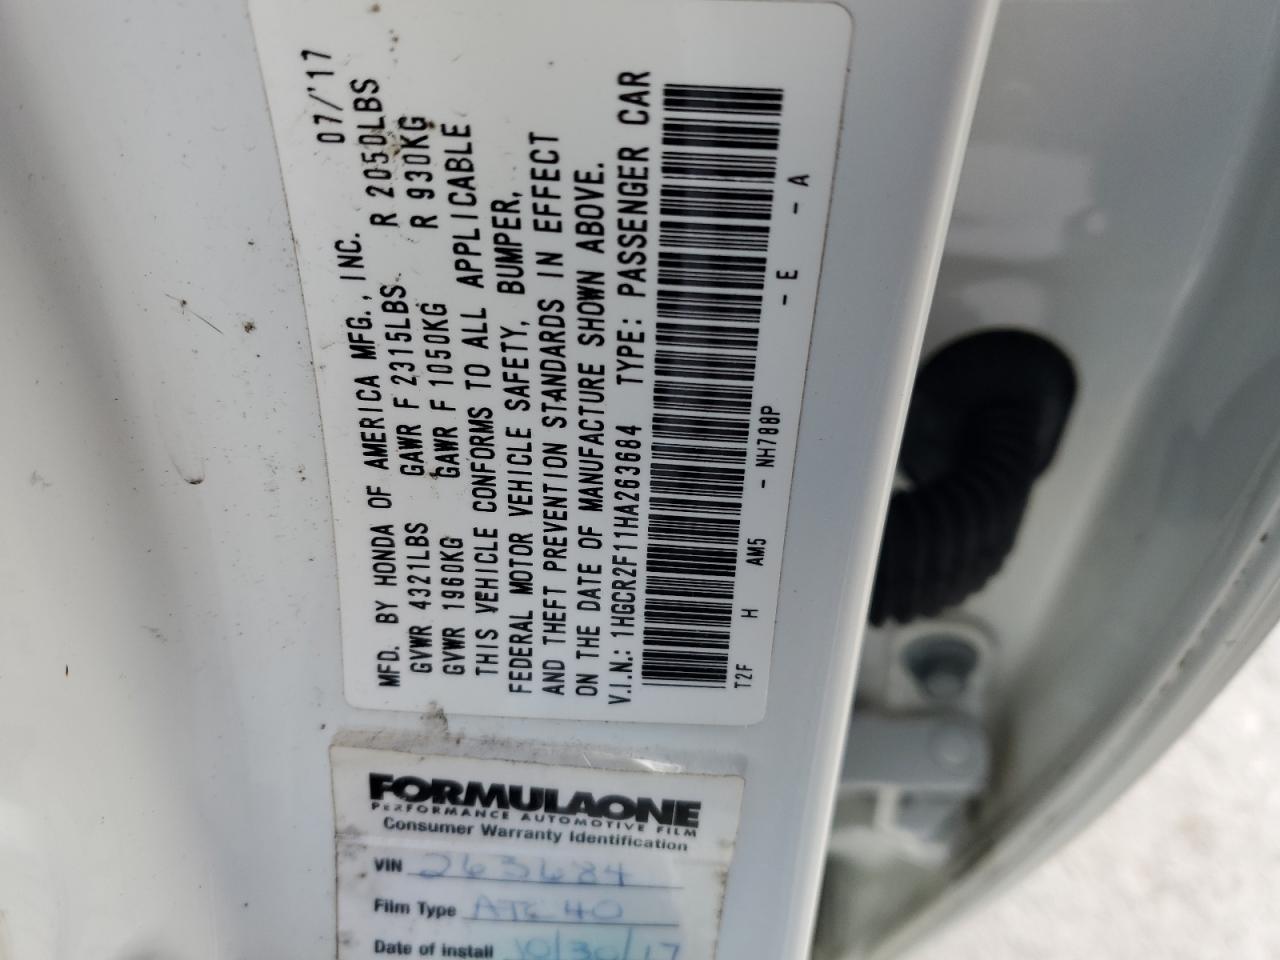 MFD. BY HONDA OF AMERICA MFG., INC. 07/'17
GVWR 4321LBS GAWR F 2315LBS R 2050LBS
GVWR 1960KG GAWR F 1050KG R 930KG
THIS VEHICLE CONFORMS TO ALL APPLICABLE
FEDERAL MOTOR VEHICLE SAFETY, BUMPER,
AND THEFT PREVENTION STANDARDS IN EFFECT
ON THE DATE OF MANUFACTURE SHOWN ABOVE.
V.I.N.: 1HGCR2F11HA263684 TYPE: PASSENGER CAR
T2F H AM5 - NH788P - E - A
FORMULAONE
PERFORMANCE AUTOMOTIVE FILM
Consumer Warranty Identification
VIN 263684
Film Type ATC 40
Date of install 10/30/17